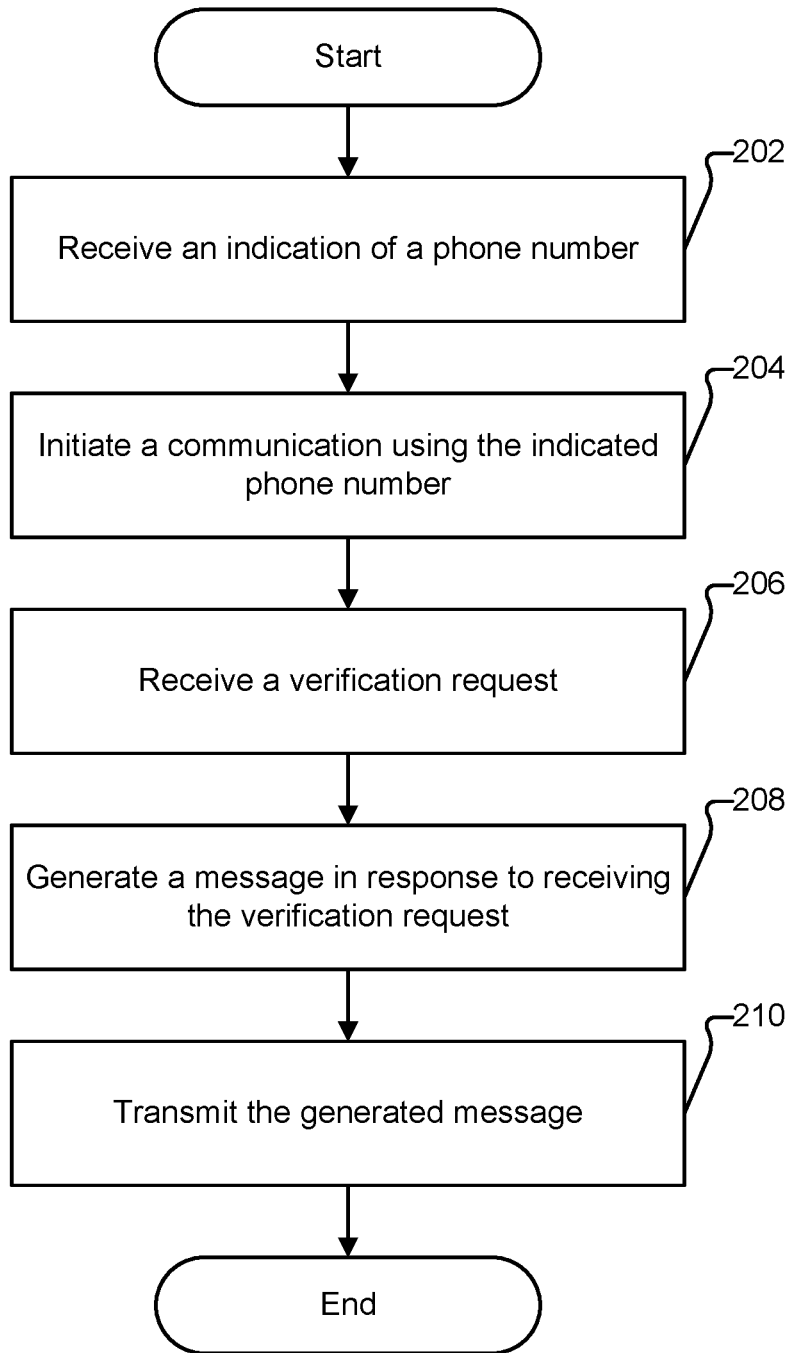 Start
202
Receive an indication of a phone number
204
Initiate a communication using the indicated
phone number
206
Receive a verification request
208
Generate a message in response to receiving
the verification request
210
Transmit the generated message
End